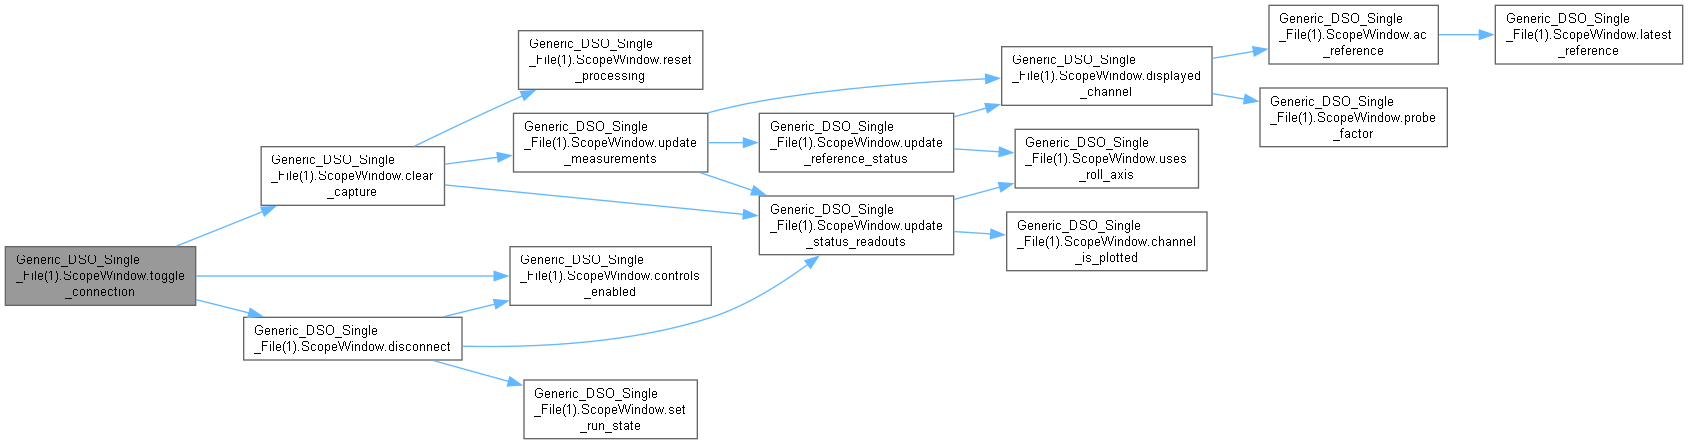 Generic_DSO_Single
_File(1).ScopeWindow.toggle
_connection
Generic_DSO_Single
_File(1).ScopeWindow.clear
_capture
Generic_DSO_Single
_File(1).ScopeWindow.disconnect
Generic_DSO_Single
_File(1).ScopeWindow.reset
_processing
Generic_DSO_Single
_File(1).ScopeWindow.update
_measurements
Generic_DSO_Single
_File(1).ScopeWindow.controls
_enabled
Generic_DSO_Single
_File(1).ScopeWindow.set
_run_state
Generic_DSO_Single
_File(1).ScopeWindow.update
_reference_status
Generic_DSO_Single
_File(1).ScopeWindow.update
_status_readouts
Generic_DSO_Single
_File(1).ScopeWindow.displayed
_channel
Generic_DSO_Single
_File(1).ScopeWindow.uses
_roll_axis
Generic_DSO_Single
_File(1).ScopeWindow.channel
_is_plotted
Generic_DSO_Single
_File(1).ScopeWindow.ac
_reference
Generic_DSO_Single
_File(1).ScopeWindow.probe
_factor
Generic_DSO_Single
_File(1).ScopeWindow.latest
_reference